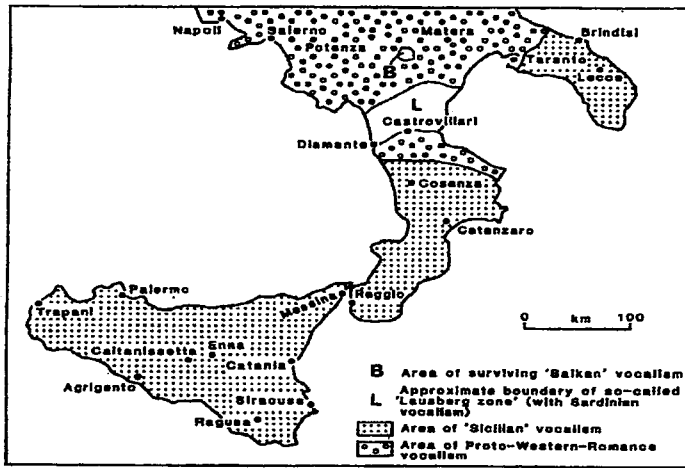 Napoli
Salerno
Potenza
Matera
Brindisi
B
Taranto
Lecce
L
Castrovillari
Diamante
Cosenza
Catanzaro
Palermo
Messina
Reggio
Trapani
Enna
Caltanissetta
Catania
Agrigento
Siracusa
Ragusa
0 km 100
B Area of surviving 'Balkan' vocalism
Approximate boundary of so-called
L 'Lausberg zone' (with Sardinian
vocalism)
Area of 'Sicilian' vocalism
Area of Proto-Western-Romance
vocalism